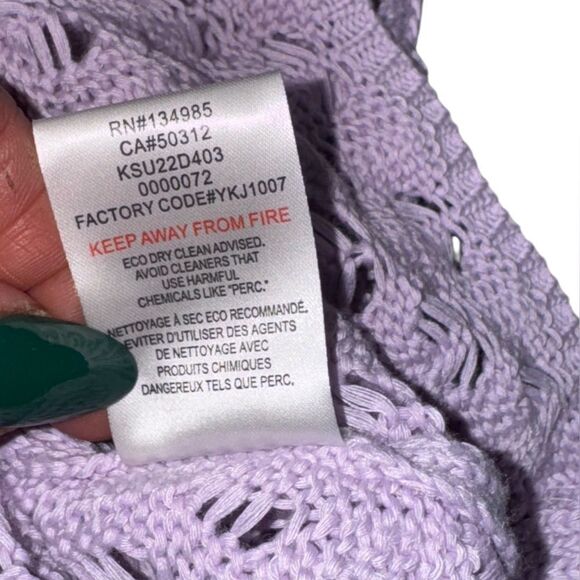 RN#134985
CA#50312
KSU22D403
0000072
FACTORY CODE#YKJ1007
KEEP AWAY FROM FIRE
ECO DRY CLEAN ADVISED.
AVOID CLEANERS THAT
USE HARMFUL
CHEMICALS LIKE "PERC."
NETTOYAGE À SEC ECO RECOMMANDÉ.
EVITER D'UTILISER DES AGENTS
DE NETTOYAGE AVEC
PRODUITS CHIMIQUES
DANGEREUX TELS QUE PERC.